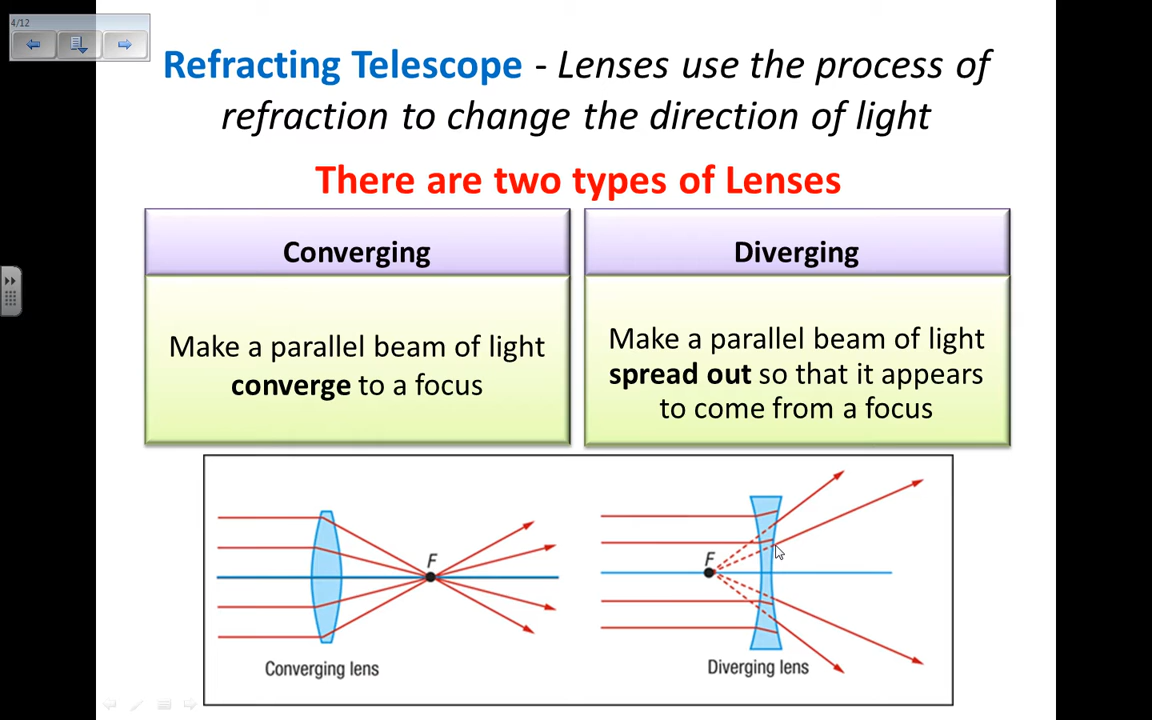 4/12
Refracting Telescope - Lenses use the process of
refraction to change the direction of light
There are two types of Lenses
Converging
Make a parallel beam of light
converge to a focus
Diverging
Make a parallel beam of light
spread out so that it appears
to come from a focus
F
Converging lens
F
Diverging lens